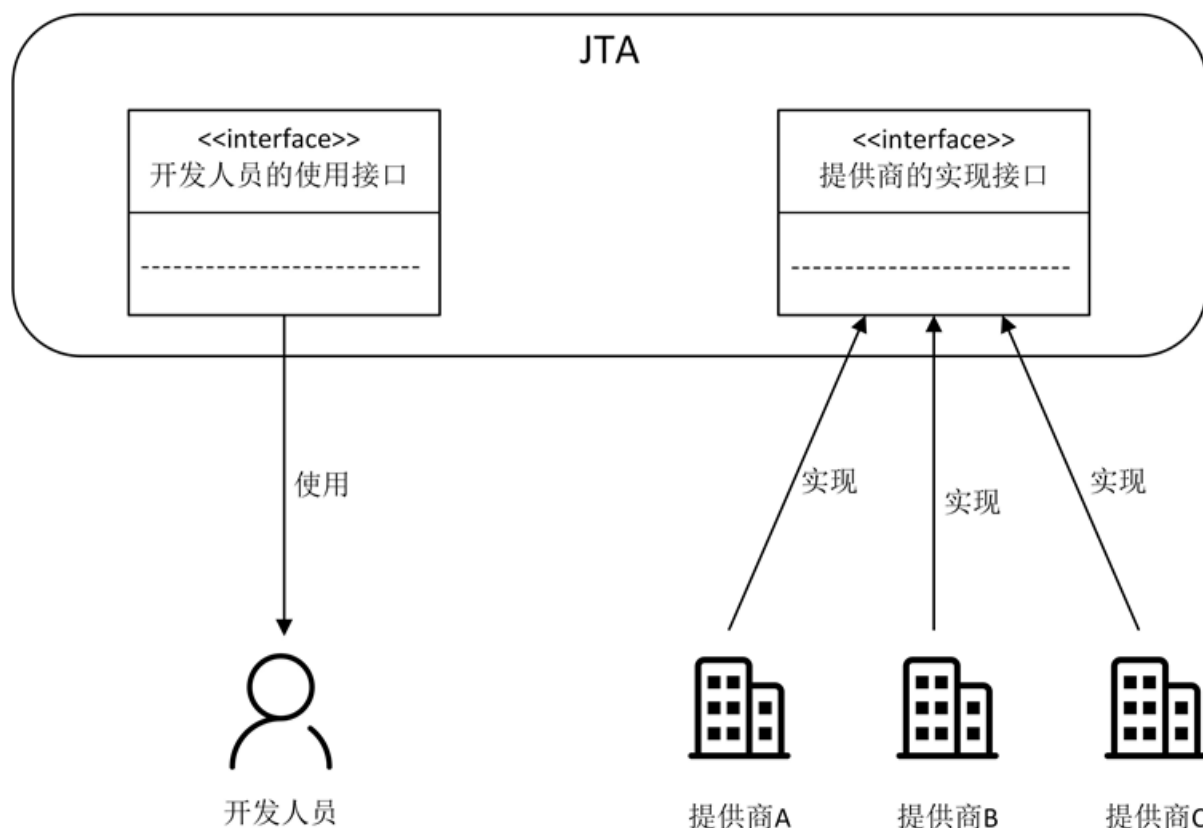 JTA
<<interface>>
开发人员的使用接口
<<interface>>
提供商的实现接口
使用
实现
实现
实现
开发人员
提供商A
提供商B
提供商C